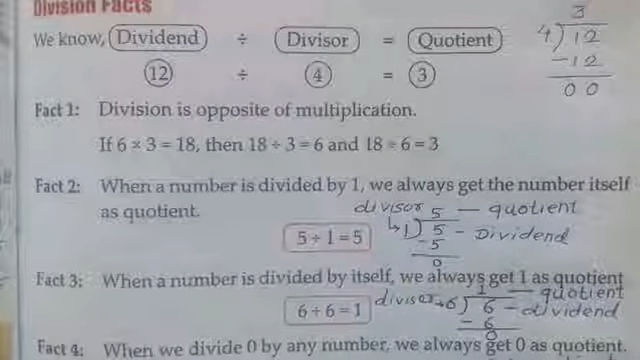 Division Facts
We know, Dividend ÷ Divisor = Quotient
12 ÷ 4 = 3
3
4) 12
-12
00
Fact 1: Division is opposite of multiplication.
If 6 × 3 = 18, then 18 ÷ 3 = 6 and 18 ÷ 6 = 3
Fact 2: When a number is divided by 1, we always get the number itself
as quotient.
divisor 5 — quotient
5 ÷ 1 = 5
1) 5 - Dividend
-5
0
Fact 3: When a number is divided by itself, we always get 1 as quotient
1 — quotient
6 ÷ 6 = 1
divisor 6) 6 - dividend
-6
0
Fact 4: When we divide 0 by any number, we always get 0 as quotient.